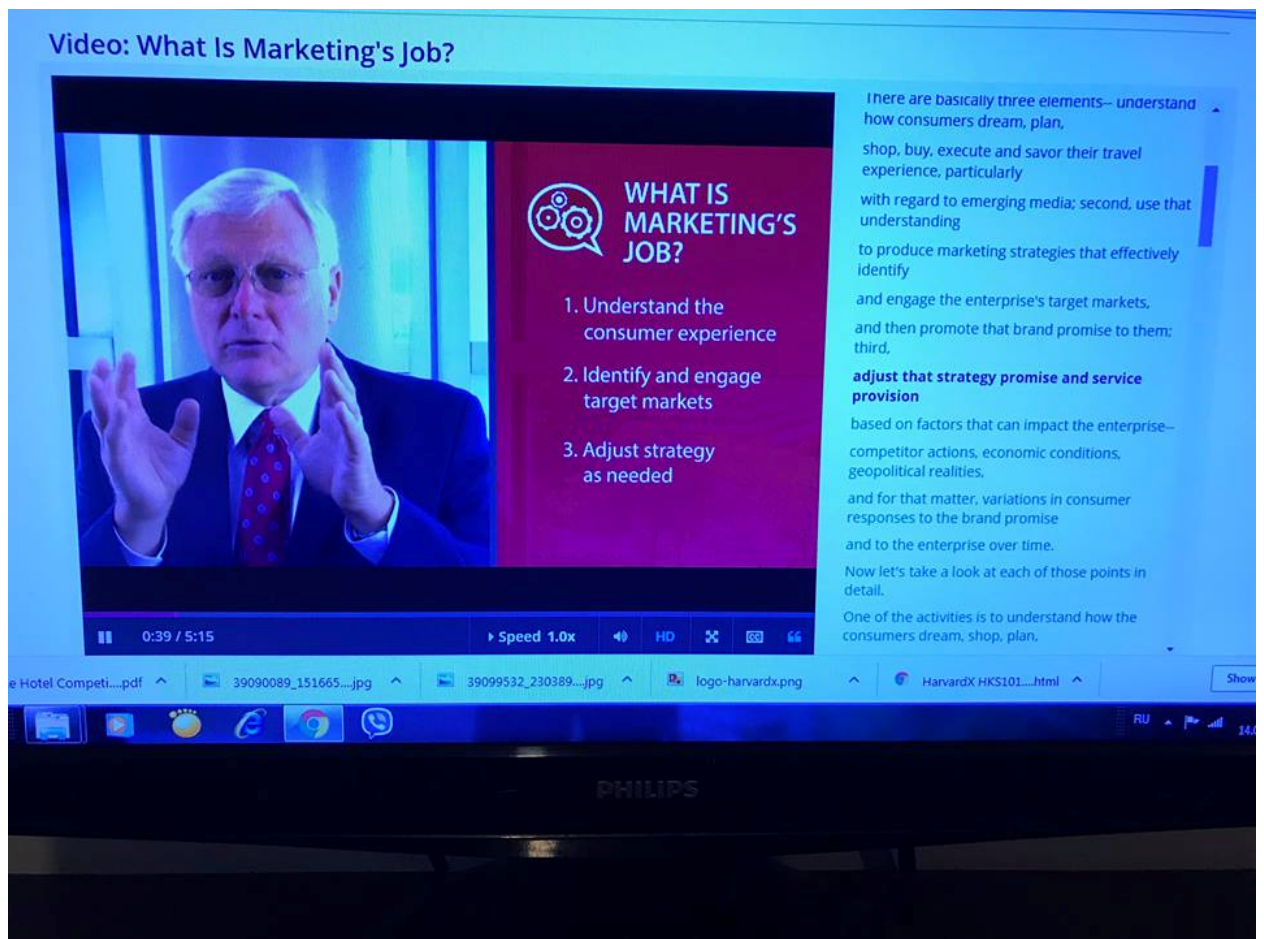 Video: What Is Marketing's Job?
WHAT IS
MARKETING'S
JOB?
1. Understand the
consumer experience
2. Identify and engage
target markets
3. Adjust strategy
as needed
0:39 / 5:15
Speed 1.0x
HD
CC
There are basically three elements-- understand
how consumers dream, plan,
shop, buy, execute and savor their travel
experience, particularly
with regard to emerging media; second, use that
understanding
to produce marketing strategies that effectively
identify
and engage the enterprise's target markets,
and then promote that brand promise to them;
third,
adjust that strategy promise and service
provision
based on factors that can impact the enterprise--
competitor actions, economic conditions,
geopolitical realities,
and for that matter, variations in consumer
responses to the brand promise
and to the enterprise over time.
Now let's take a look at each of those points in
detail.
One of the activities is to understand how the
consumers dream, shop, plan,
e Hotel Competi....pdf
39090089_151665....jpg
39099532_230389....jpg
logo-harvardx.png
HarvardX HKS101....html
Show
RU
14.0
PHILIPS